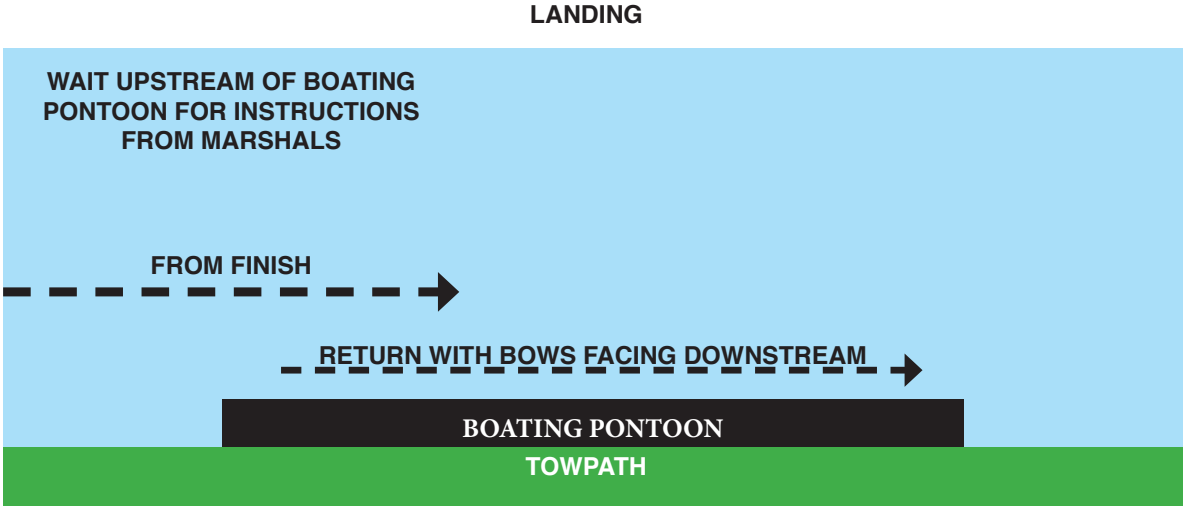 LANDING
WAIT UPSTREAM OF BOATING
PONTOON FOR INSTRUCTIONS
FROM MARSHALS
FROM FINISH
RETURN WITH BOWS FACING DOWNSTREAM
BOATING PONTOON
TOWPATH